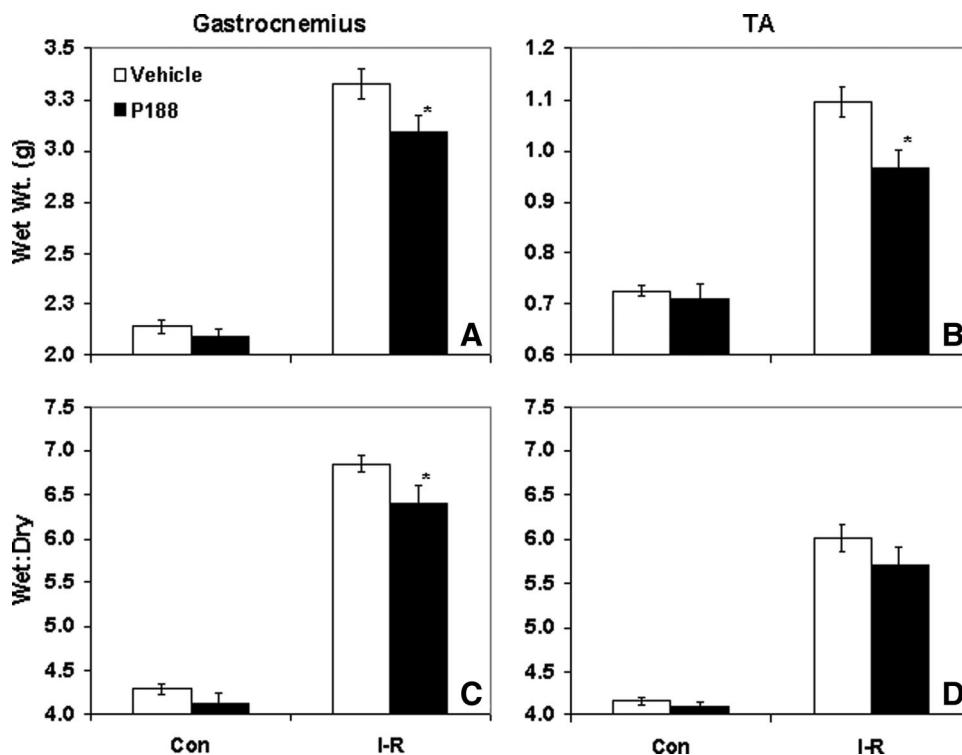 Gastrocnemius
TA
Wet Wt. (g)
3.5
3.3
3.0
2.8
2.5
2.3
2.0
Vehicle
P188
*
A
1.2
1.1
1.0
0.9
0.8
0.7
0.6
*
B
Wet:Dry
7.5
7.0
6.5
6.0
5.5
5.0
4.5
4.0
*
C
Con
I-R
7.5
7.0
6.5
6.0
5.5
5.0
4.5
4.0
D
Con
I-R